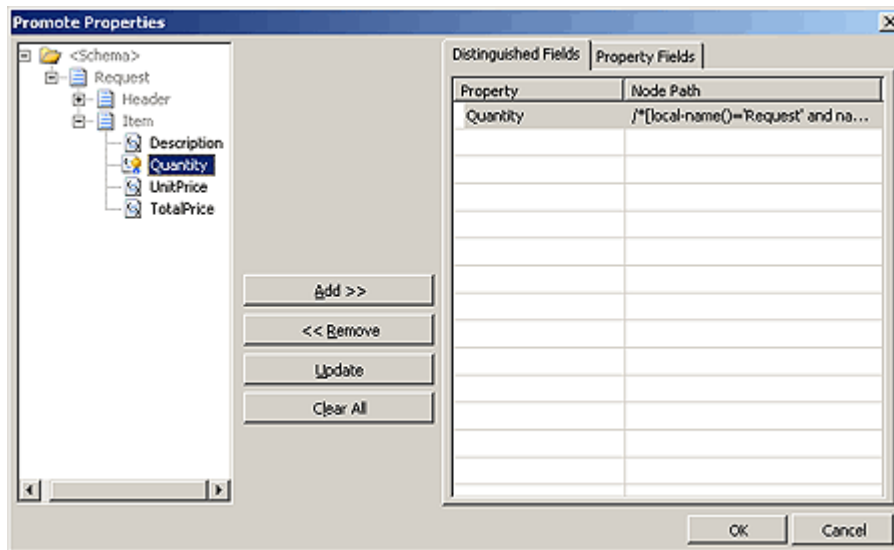 Promote Properties
<Schema>
Request
Header
Item
Description
Quantity
UnitPrice
TotalPrice
Add >>
<< Remove
Update
Clear All
Distinguished Fields Property Fields
Property Node Path
Quantity /*[local-name()='Request' and na...
OK Cancel